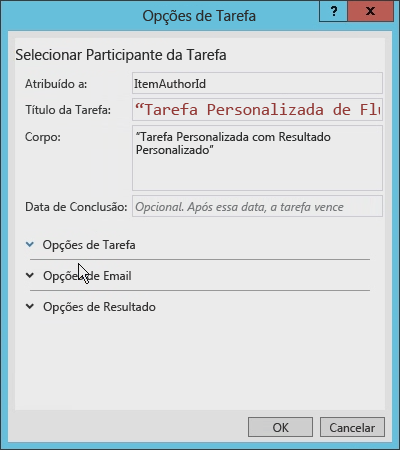 Opções de Tarefa
? x
Selecionar Participante da Tarefa
Atribuído a: ItemAuthorId
Título da Tarefa: “Tarefa Personalizada de
Corpo: “Tarefa Personalizada com Resultado
Personalizado”
Data de Conclusão: Opcional. Após essa data, a tarefa vence
Opções de Tarefa
Opções de Email
Opções de Resultado
OK Cancelar